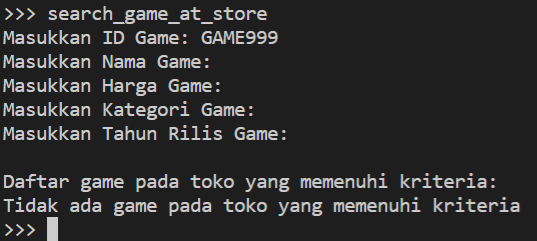 >>> search_game_at_store
Masukkan ID Game: GAME999
Masukkan Nama Game:
Masukkan Harga Game:
Masukkan Kategori Game:
Masukkan Tahun Rilis Game:

Daftar game pada toko yang memenuhi kriteria:
Tidak ada game pada toko yang memenuhi kriteria
>>>